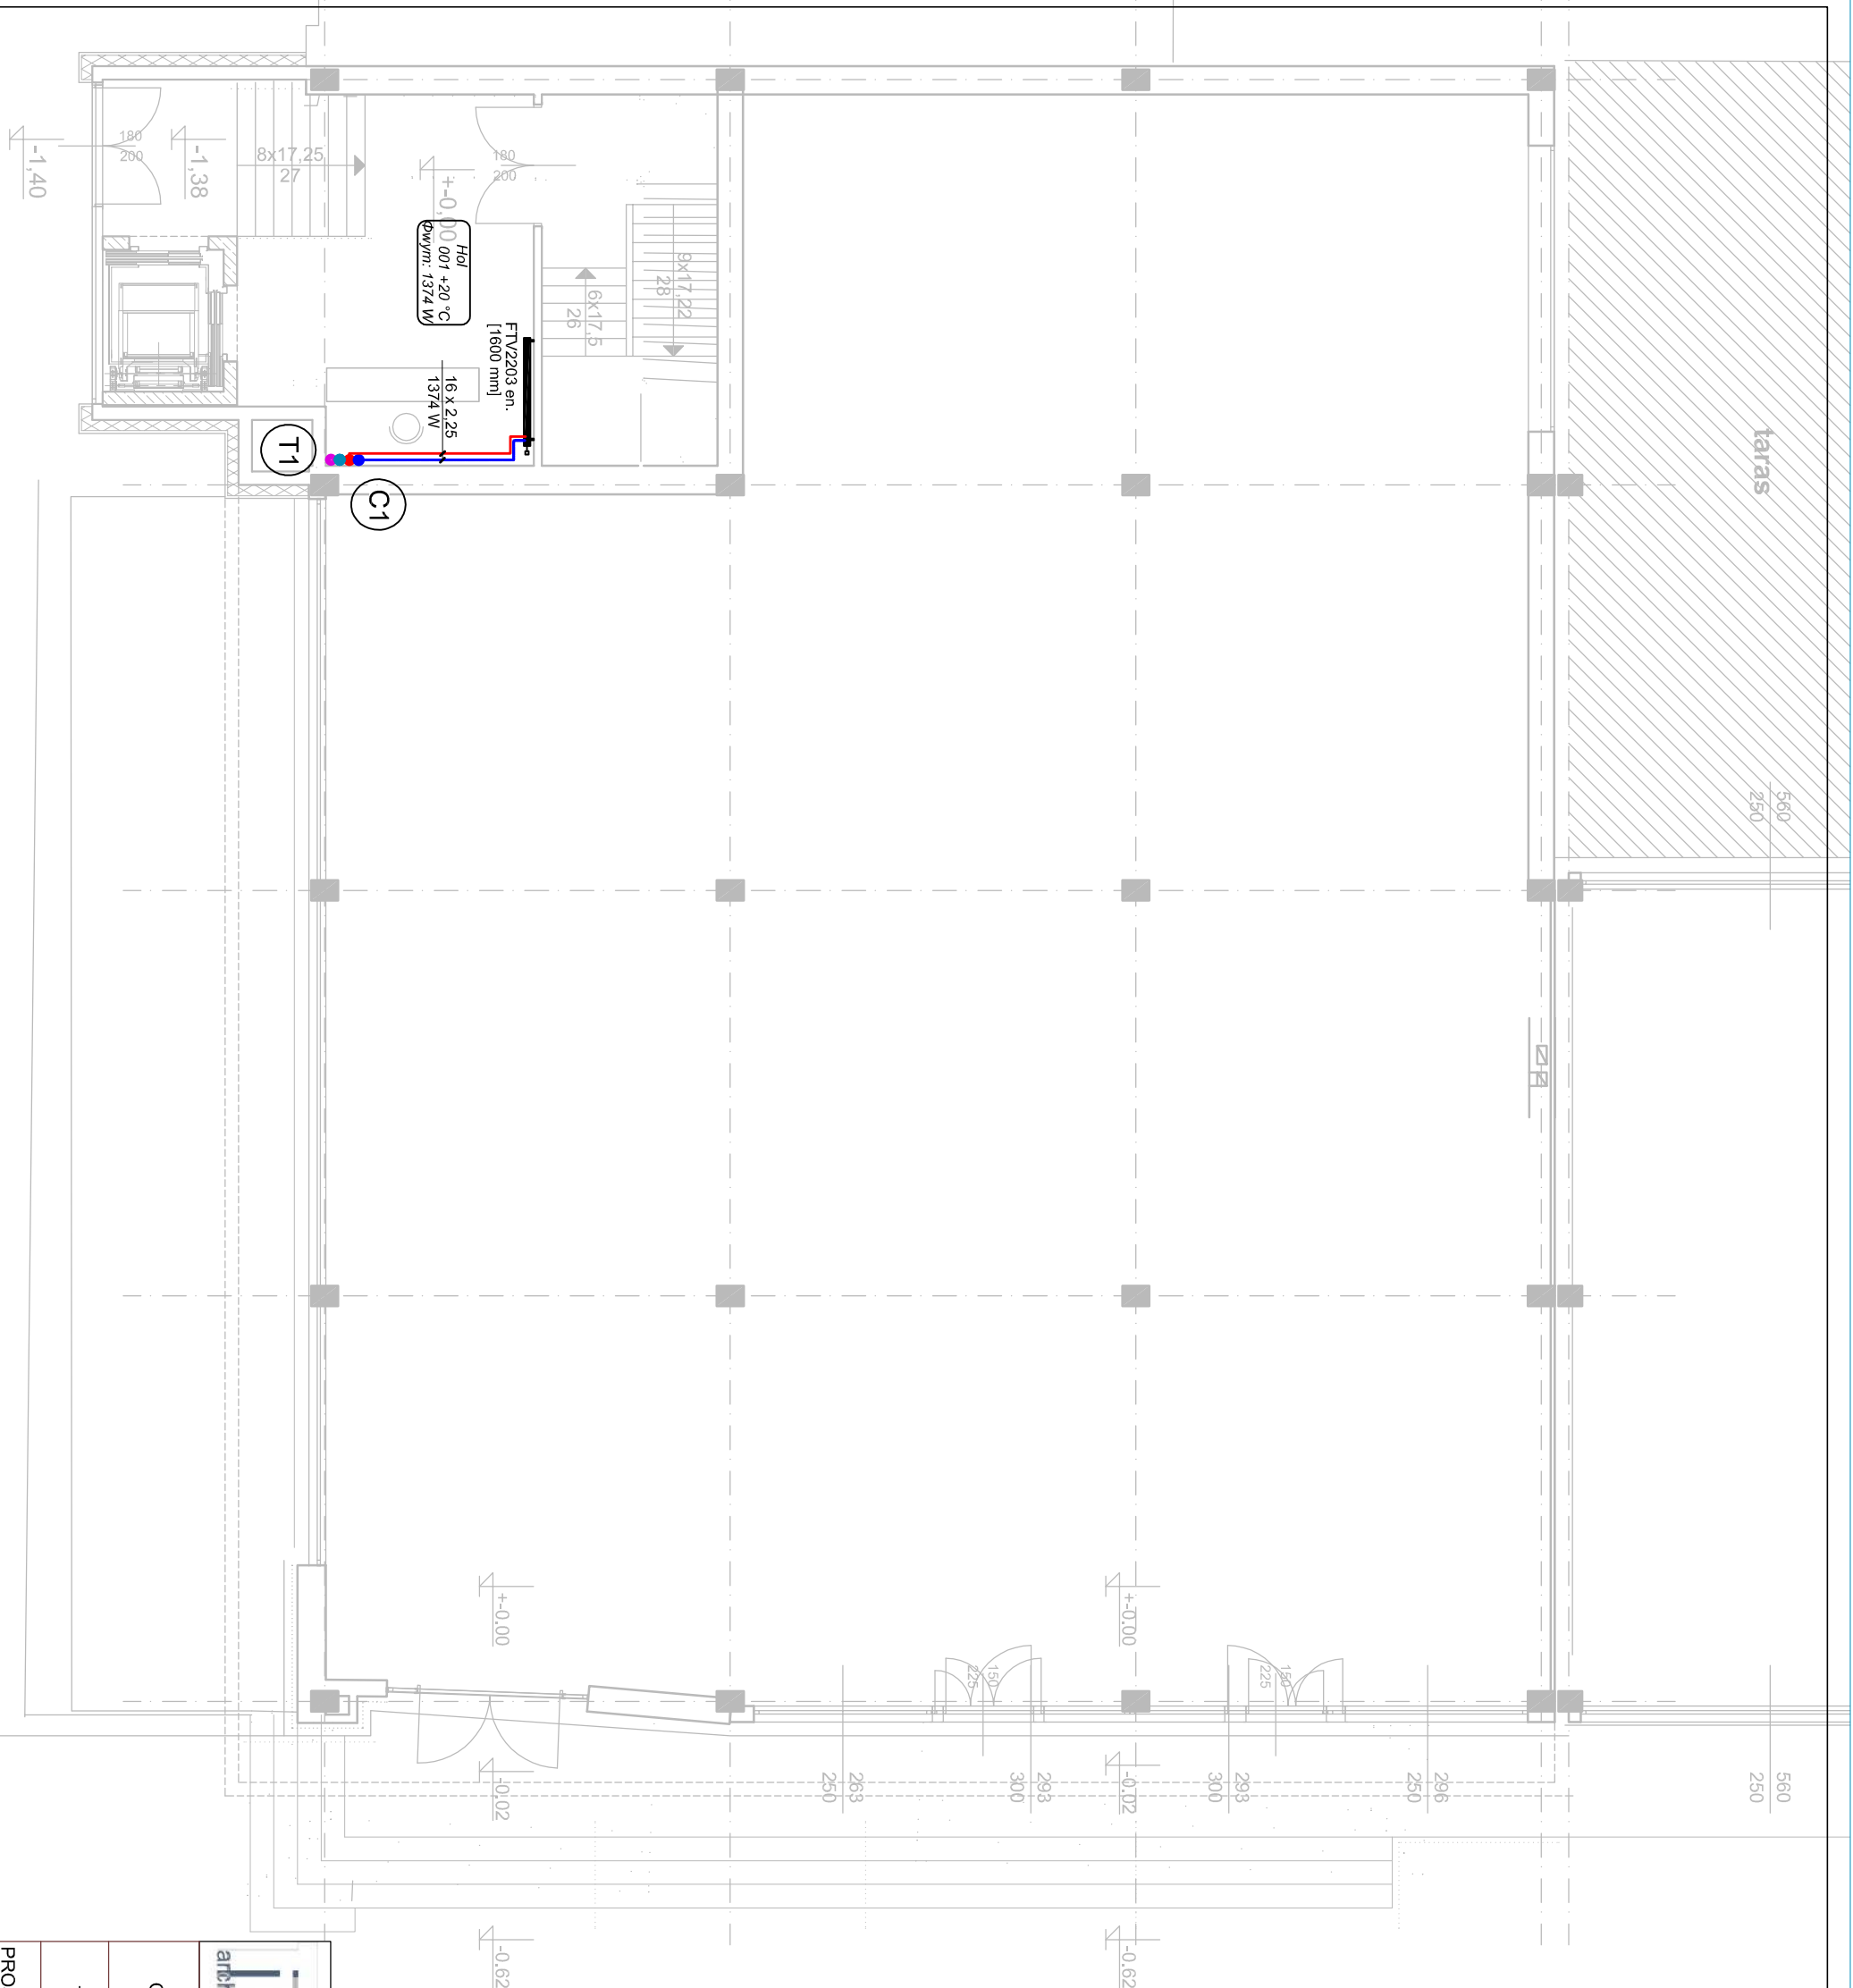 taras
560
250
180
200
-1,40
-1,38
8x17,25
27
180
200
+-0,00
Hol
001 +20 °C
Φwym: 1374 W
9x17,22
28
6x17,5
26
FTV2203 en.
[1600 mm]
16 x 2,25
1374 W
T1
C1
+-0.00
+-0.00
150
225
150
225
-0.02
263
250
293
300
-0.02
293
300
296
250
560
250
-0.62
-0.62
arch
PRO